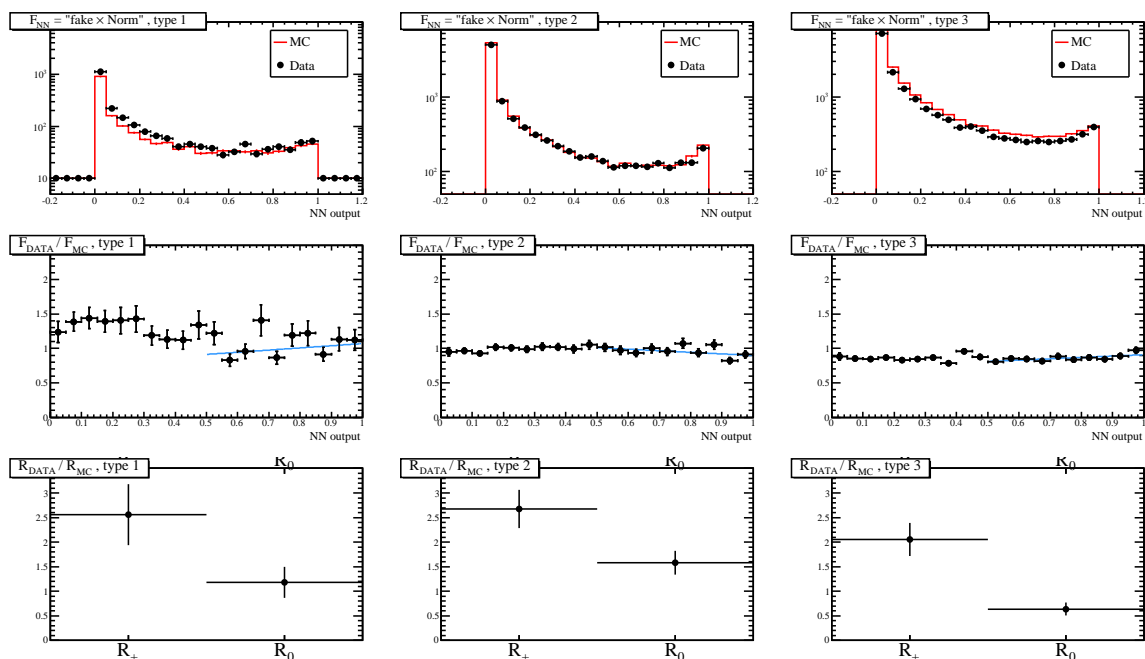 F_NN = "fake × Norm" , type 1
MC
Data
10^3
10^2
10
-0.2 0 0.2 0.4 0.6 0.8 1 1.2
NN output
F_NN = "fake × Norm" , type 2
MC
Data
10^3
10^2
-0.2 0 0.2 0.4 0.6 0.8 1 1.2
NN output
F_NN = "fake × Norm" , type 3
MC
Data
10^3
10^2
-0.2 0 0.2 0.4 0.6 0.8 1 1.2
NN output
F_DATA / F_MC , type 1
2
1.5
1
0.5
0
0 0.1 0.2 0.3 0.4 0.5 0.6 0.7 0.8 0.9 1
NN output
F_DATA / F_MC , type 2
2
1.5
1
0.5
0
0 0.1 0.2 0.3 0.4 0.5 0.6 0.7 0.8 0.9 1
NN output
F_DATA / F_MC , type 3
2
1.5
1
0.5
0
0 0.1 0.2 0.3 0.4 0.5 0.6 0.7 0.8 0.9 1
NN output
R_DATA / R_MC , type 1
R_0
3
2.5
2
1.5
1
0.5
0
R_+ R_0
R_DATA / R_MC , type 2
R_0
3
2.5
2
1.5
1
0.5
0
R_+ R_0
R_DATA / R_MC , type 3
R_0
3
2.5
2
1.5
1
0.5
0
R_+ R_0